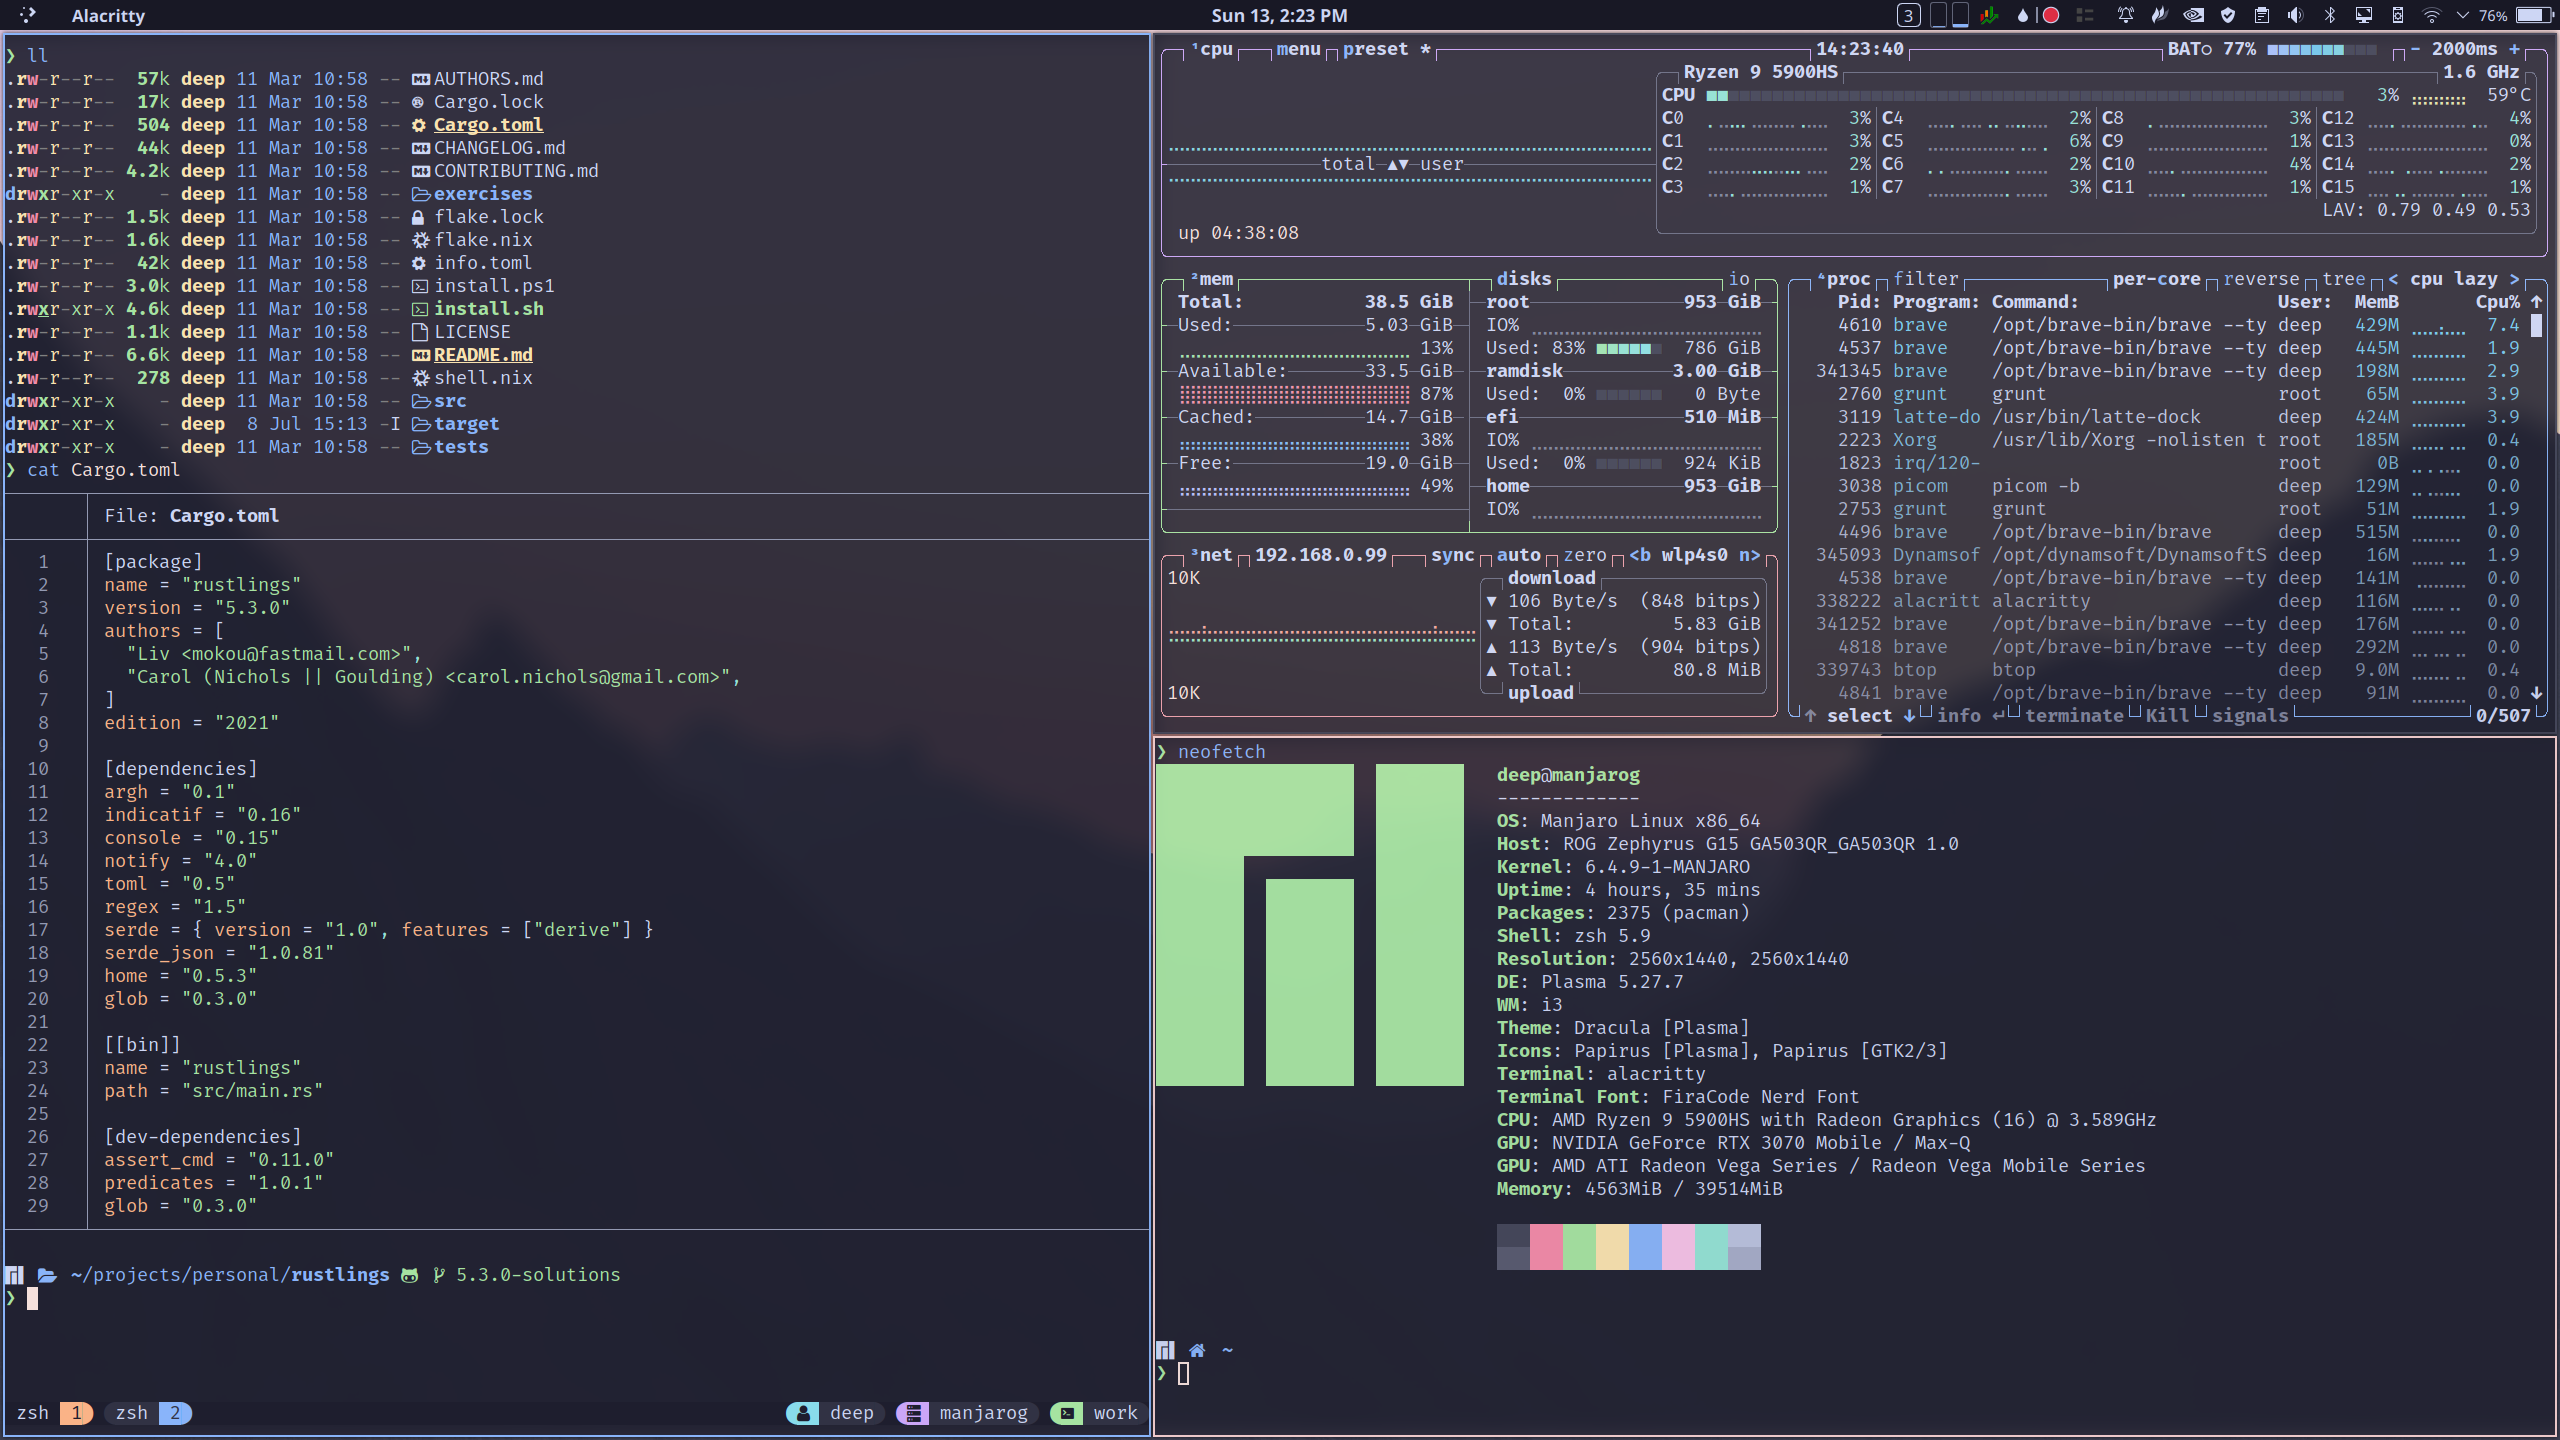 Alacritty
Sun 13, 2:23 PM
3
76%
❯ ll
.rw-r--r-- 57k deep 11 Mar 10:58 -- AUTHORS.md
.rw-r--r-- 17k deep 11 Mar 10:58 -- Cargo.lock
.rw-r--r-- 504 deep 11 Mar 10:58 -- Cargo.toml
.rw-r--r-- 44k deep 11 Mar 10:58 -- CHANGELOG.md
.rw-r--r-- 4.2k deep 11 Mar 10:58 -- CONTRIBUTING.md
drwxr-xr-x - deep 11 Mar 10:58 -- exercises
.rw-r--r-- 1.5k deep 11 Mar 10:58 -- flake.lock
.rw-r--r-- 1.6k deep 11 Mar 10:58 -- flake.nix
.rw-r--r-- 42k deep 11 Mar 10:58 -- info.toml
.rw-r--r-- 3.0k deep 11 Mar 10:58 -- install.ps1
.rwxr-xr-x 4.6k deep 11 Mar 10:58 -- install.sh
.rw-r--r-- 1.1k deep 11 Mar 10:58 -- LICENSE
.rw-r--r-- 6.6k deep 11 Mar 10:58 -- README.md
.rw-r--r-- 278 deep 11 Mar 10:58 -- shell.nix
drwxr-xr-x - deep 11 Mar 10:58 -- src
drwxr-xr-x - deep 8 Jul 15:13 -I target
drwxr-xr-x - deep 11 Mar 10:58 -- tests
❯ cat Cargo.toml
File: Cargo.toml
1 [package]
2 name = "rustlings"
3 version = "5.3.0"
4 authors = [
5 "Liv <mokou@fastmail.com>",
6 "Carol (Nichols || Goulding) <carol.nichols@gmail.com>",
7 ]
8 edition = "2021"
9
10 [dependencies]
11 argh = "0.1"
12 indicatif = "0.16"
13 console = "0.15"
14 notify = "4.0"
15 toml = "0.5"
16 regex = "1.5"
17 serde = { version = "1.0", features = ["derive"] }
18 serde_json = "1.0.81"
19 home = "0.5.3"
20 glob = "0.3.0"
21
22 [[bin]]
23 name = "rustlings"
24 path = "src/main.rs"
25
26 [dev-dependencies]
27 assert_cmd = "0.11.0"
28 predicates = "1.0.1"
29 glob = "0.3.0"
~/projects/personal/rustlings 5.3.0-solutions
❯
zsh 1 zsh 2 deep manjarog work
¹cpu menu preset * 14:23:40 BAT○ 77% - 2000ms +
Ryzen 9 5900HS 1.6 GHz
CPU 3% 59°C
C0 3% C4 2% C8 3% C12 4%
C1 3% C5 6% C9 1% C13 0%
C2 2% C6 2% C10 4% C14 2%
C3 1% C7 3% C11 1% C15 1%
LAV: 0.79 0.49 0.53
total ▲▼ user
up 04:38:08
²mem
Total: 38.5 GiB
Used: 5.03 GiB
13%
Available: 33.5 GiB
87%
Cached: 14.7 GiB
38%
Free: 19.0 GiB
49%
disks io
root 953 GiB
IO%
Used: 83% 786 GiB
ramdisk 3.00 GiB
Used: 0% 0 Byte
efi 510 MiB
IO%
Used: 0% 924 KiB
home 953 GiB
IO%
³net 192.168.0.99 sync auto zero <b wlp4s0 n>
10K
10K
download
▼ 106 Byte/s (848 bitps)
▼ Total: 5.83 GiB
▲ 113 Byte/s (904 bitps)
▲ Total: 80.8 MiB
upload
⁴proc filter per-core reverse tree < cpu lazy >
Pid: Program: Command: User: MemB Cpu% ↑
4610 brave /opt/brave-bin/brave --ty deep 429M 7.4
4537 brave /opt/brave-bin/brave --ty deep 445M 1.9
341345 brave /opt/brave-bin/brave --ty deep 198M 2.9
2760 grunt grunt root 65M 3.9
3119 latte-do /usr/bin/latte-dock deep 424M 3.9
2223 Xorg /usr/lib/Xorg -nolisten t root 185M 0.4
1823 irq/120- root 0B 0.0
3038 picom picom -b deep 129M 0.0
2753 grunt grunt root 51M 1.9
4496 brave /opt/brave-bin/brave deep 515M 0.0
345093 Dynamsof /opt/dynamsoft/DynamsoftS deep 16M 1.9
4538 brave /opt/brave-bin/brave --ty deep 141M 0.0
338222 alacritt alacritty deep 116M 0.0
341252 brave /opt/brave-bin/brave --ty deep 176M 0.0
4818 brave /opt/brave-bin/brave --ty deep 292M 0.0
339743 btop btop deep 9.0M 0.4
4841 brave /opt/brave-bin/brave --ty deep 91M 0.0 ↓
↑ select ↓ info ↵ terminate Kill signals 0/507
❯ neofetch
deep@manjarog
-------------
OS: Manjaro Linux x86_64
Host: ROG Zephyrus G15 GA503QR_GA503QR 1.0
Kernel: 6.4.9-1-MANJARO
Uptime: 4 hours, 35 mins
Packages: 2375 (pacman)
Shell: zsh 5.9
Resolution: 2560x1440, 2560x1440
DE: Plasma 5.27.7
WM: i3
Theme: Dracula [Plasma]
Icons: Papirus [Plasma], Papirus [GTK2/3]
Terminal: alacritty
Terminal Font: FiraCode Nerd Font
CPU: AMD Ryzen 9 5900HS with Radeon Graphics (16) @ 3.589GHz
GPU: NVIDIA GeForce RTX 3070 Mobile / Max-Q
GPU: AMD ATI Radeon Vega Series / Radeon Vega Mobile Series
Memory: 4563MiB / 39514MiB
~
❯